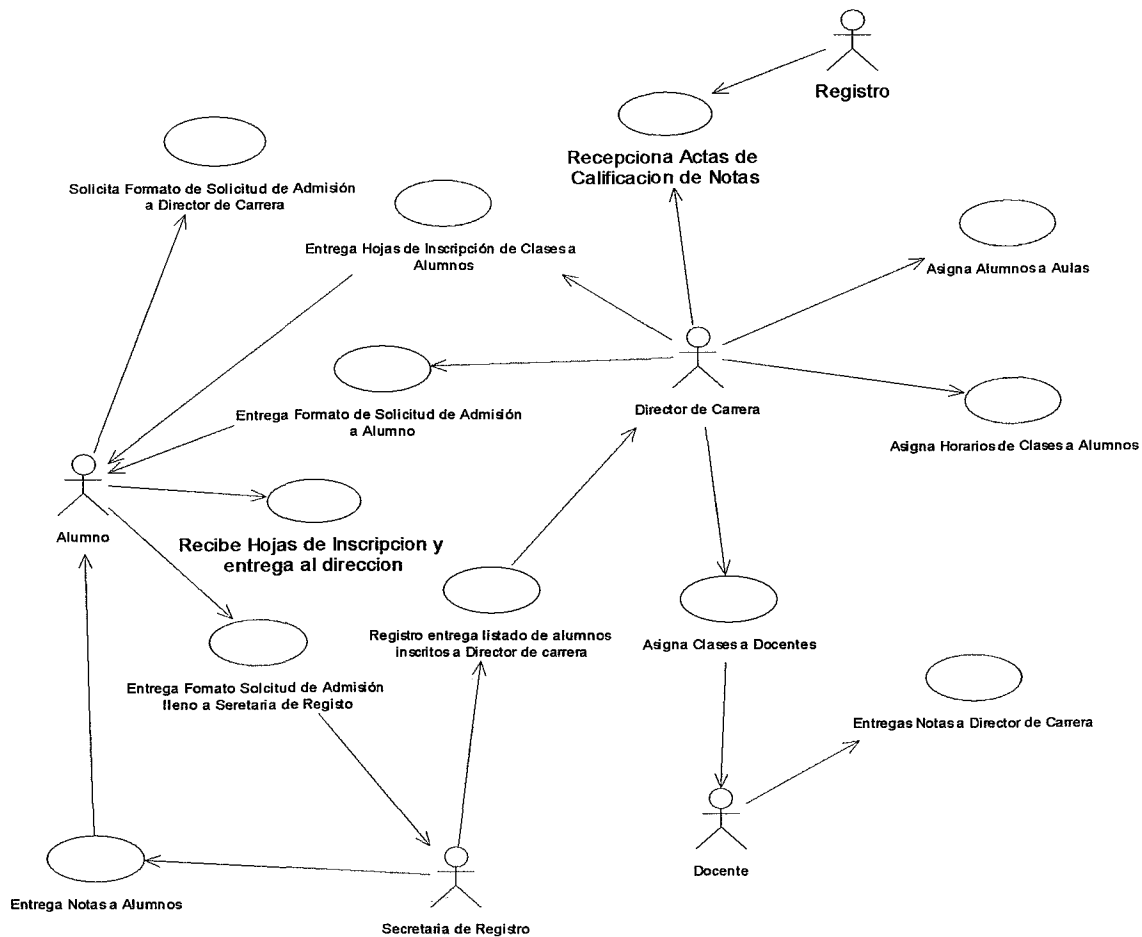 Registro
Recepciona Actas de
Calificacion de Notas
Solicita Formato de Solicitud de Admisión
a Director de Carrera
Entrega Hojas de Inscripción de Clases a
Alumnos
Asigna Alumnos a Aulas
Entrega Formato de Solicitud de Admisión
a Alumno
Director de Carrera
Asigna Horarios de Clases a Alumnos
Alumno
Recibe Hojas de Inscripcion y
entrega al direccion
Registro entrega listado de alumnos
inscritos a Director de carrera
Asigna Clases a Docentes
Entrega Fomato Solcitud de Admisión
lleno a Seretaria de Registo
Entregas Notas a Director de Carrera
Docente
Entrega Notas a Alumnos
Secretaria de Registro